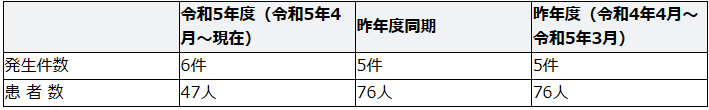 令和5年度（令和5年4月～現在） 昨年度同期 昨年度（令和4年4月～令和5年3月）
発生件数 6件 5件 5件
患 者 数 47人 76人 76人